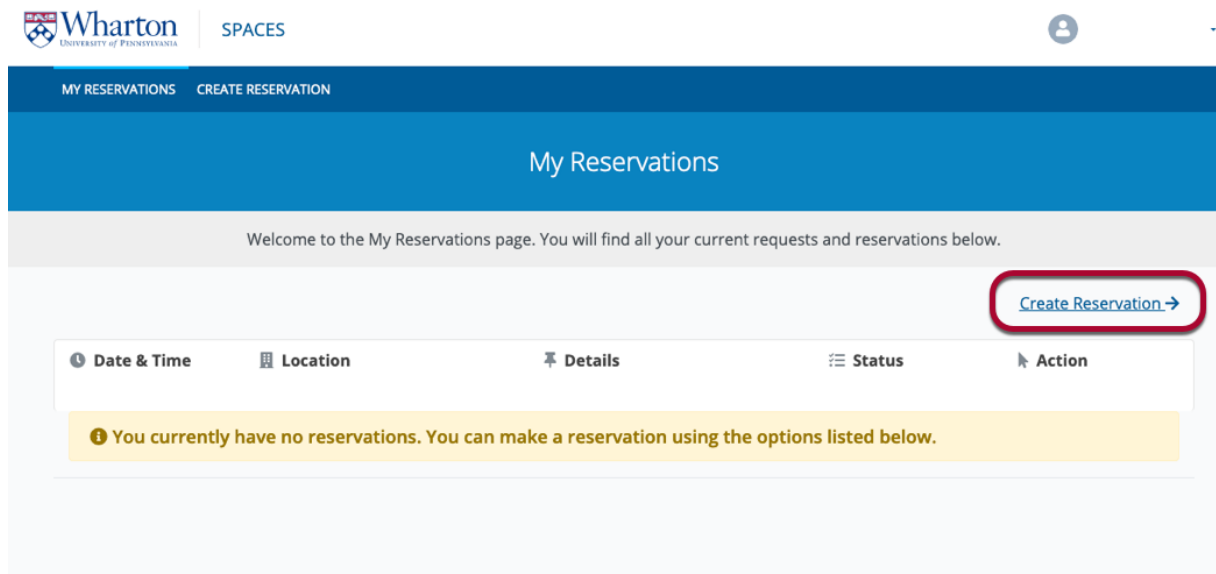 Wharton SPACES
UNIVERSITY of PENNSYLVANIA
MY RESERVATIONS CREATE RESERVATION
My Reservations
Welcome to the My Reservations page. You will find all your current requests and reservations below.
Create Reservation
Date & Time Location Details Status Action
You currently have no reservations. You can make a reservation using the options listed below.